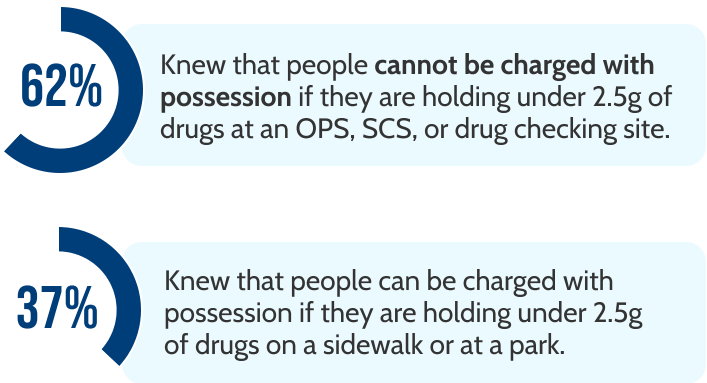 62%
Knew that people cannot be charged with
possession if they are holding under 2.5g of
drugs at an OPS, SCS, or drug checking site.
37%
Knew that people can be charged with
possession if they are holding under 2.5g
of drugs on a sidewalk or at a park.